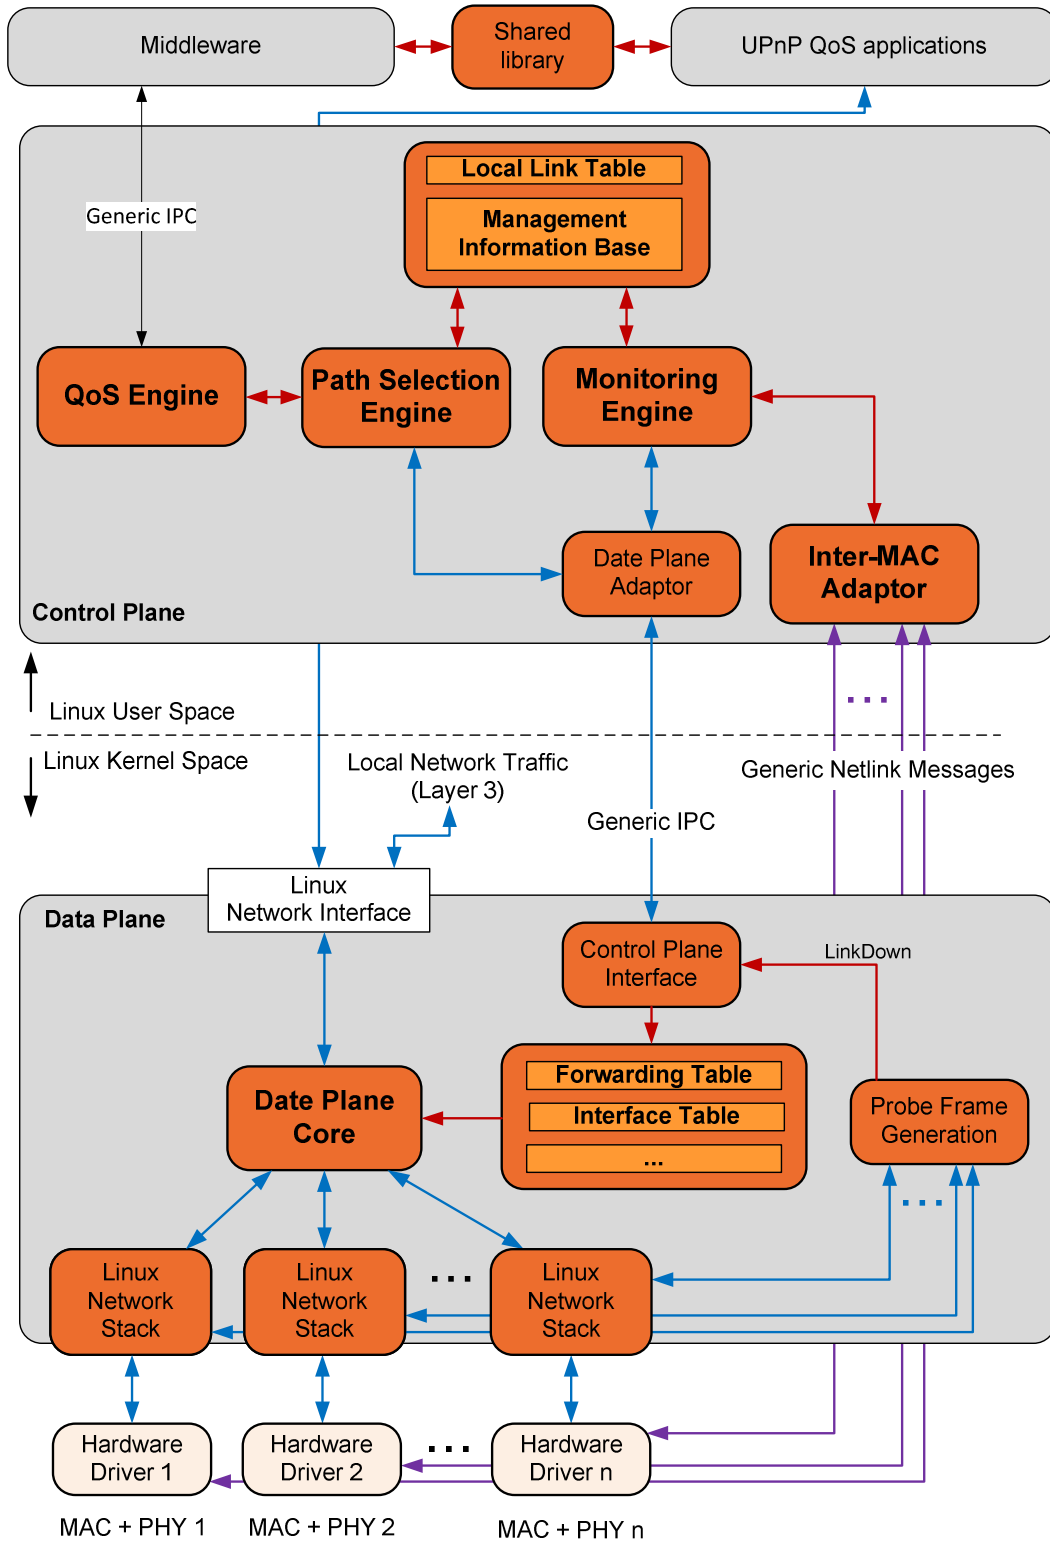 Middleware
Shared
library
UPnP QoS applications
Generic IPC
Local Link Table
Management
Information Base
QoS Engine
Path Selection
Engine
Monitoring
Engine
Date Plane
Adaptor
Inter-MAC
Adaptor
Control Plane
Linux User Space
Linux Kernel Space
Local Network Traffic
(Layer 3)
Generic Netlink Messages
Generic IPC
Linux
Network Interface
Data Plane
Control Plane
Interface
LinkDown
Forwarding Table
Interface Table
...
Date Plane
Core
Probe Frame
Generation
...
Linux
Network
Stack
Linux
Network
Stack
...
Linux
Network
Stack
Hardware
Driver 1
Hardware
Driver 2
...
Hardware
Driver n
MAC + PHY 1
MAC + PHY 2
MAC + PHY n